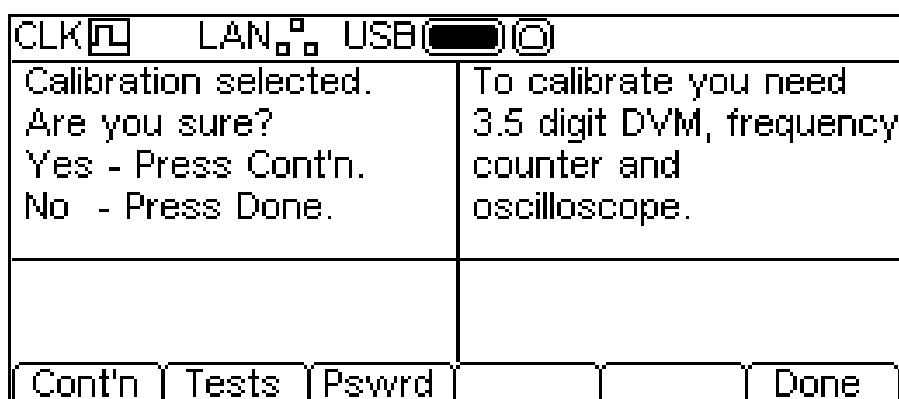 CLK LAN USB
Calibration selected.
Are you sure?
Yes - Press Cont'n.
No - Press Done.
To calibrate you need
3.5 digit DVM, frequency
counter and
oscilloscope.
Cont'n Tests Pswrd Done